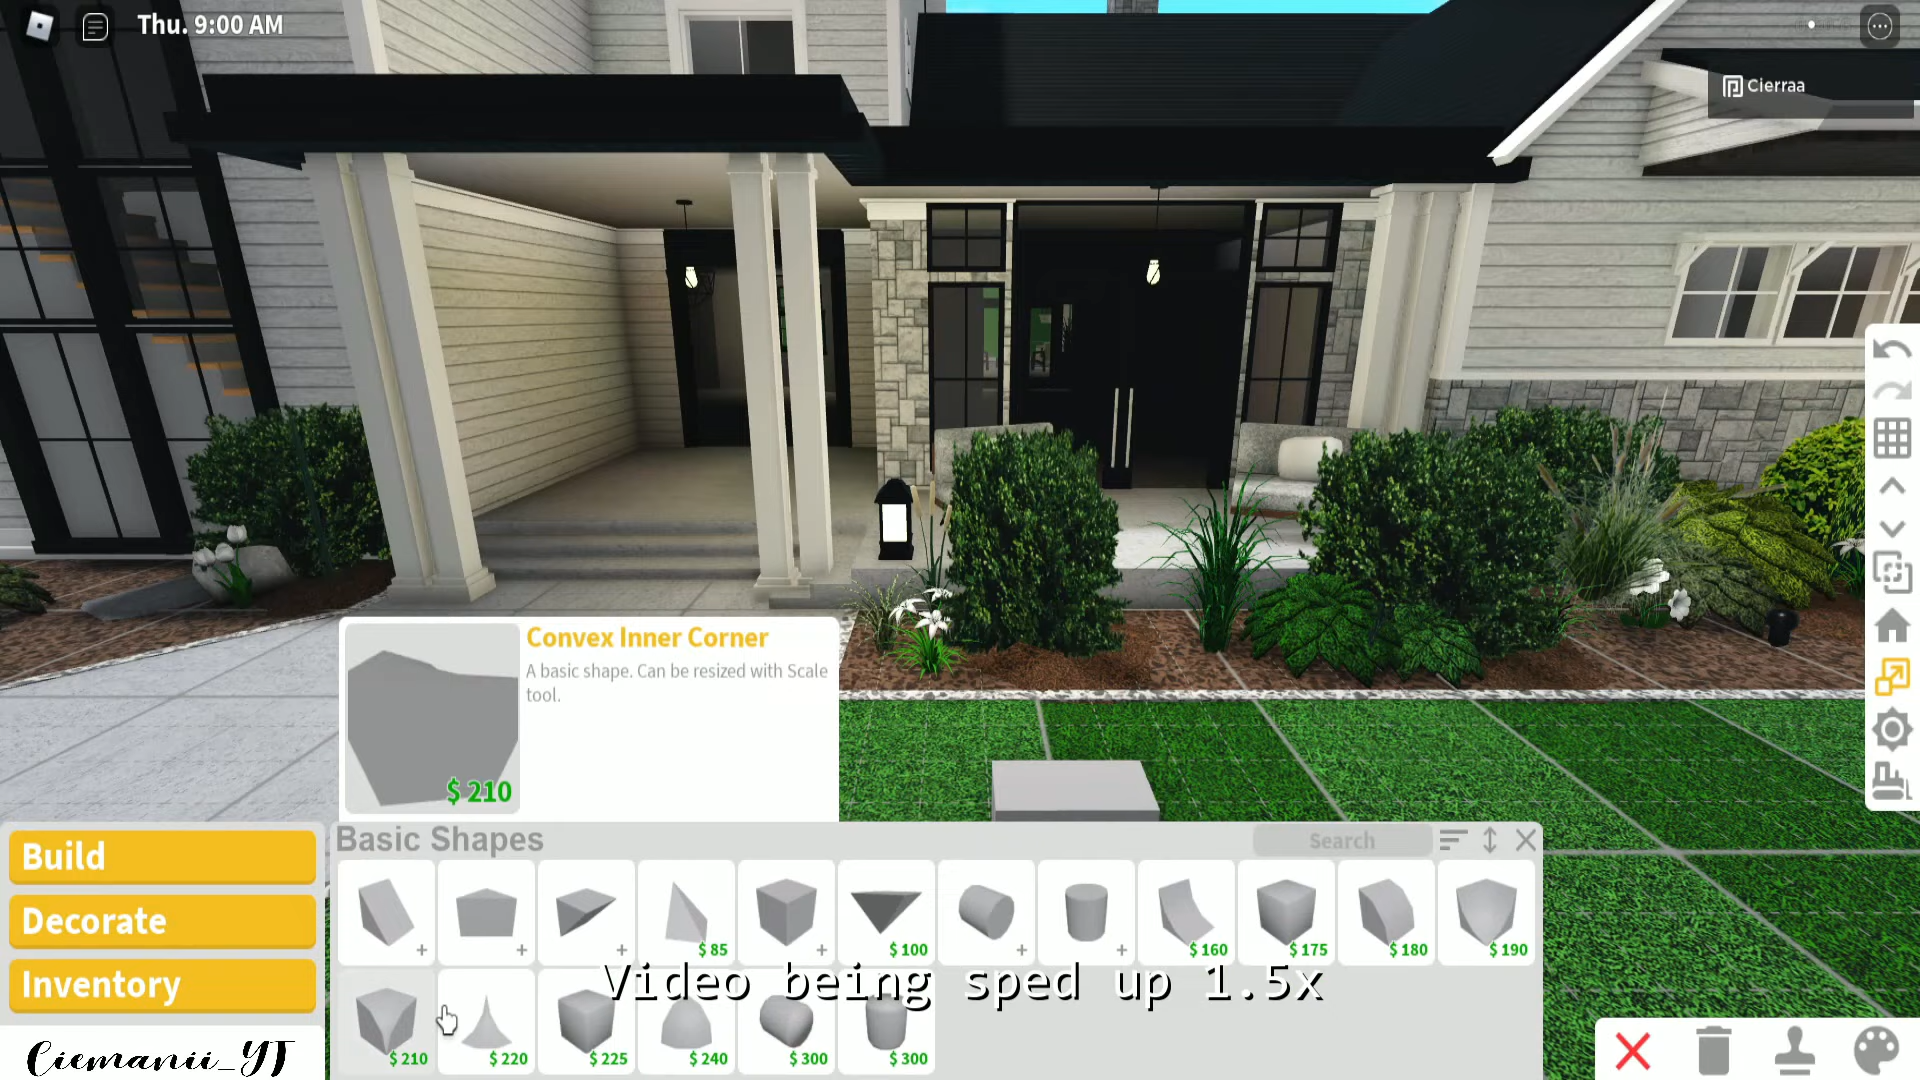 Thu. 9:00 AM
Cierraa
Convex Inner Corner
A basic shape. Can be resized with Scale
tool.
$ 210
Basic Shapes
Search
Build
Decorate
Inventory
+
+
+
$ 85
+
$ 100
+
+
$ 160
$ 175
$ 180
$ 190
Video being sped up 1.5x
$ 210
$ 220
$ 225
$ 240
$ 300
$ 300
Ciemanii_YT